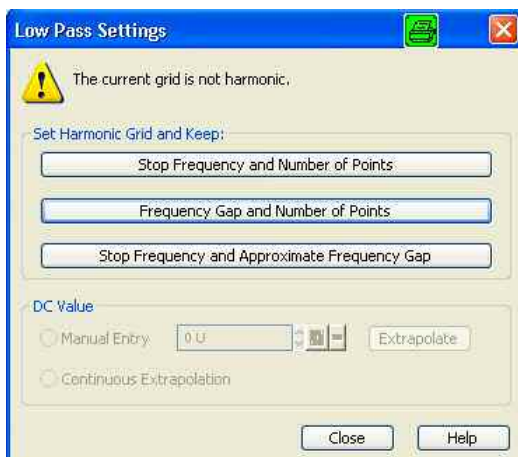 Low Pass Settings
The current grid is not harmonic.
Set Harmonic Grid and Keep:
Stop Frequency and Number of Points
Frequency Gap and Number of Points
Stop Frequency and Approximate Frequency Gap
DC Value
Manual Entry
0 U
Extrapolate
Continuous Extrapolation
Close
Help